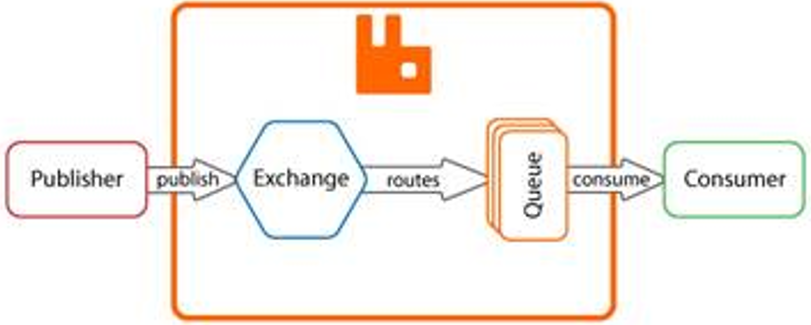 Publisher
publish
Exchange
routes
Queue
consume
Consumer